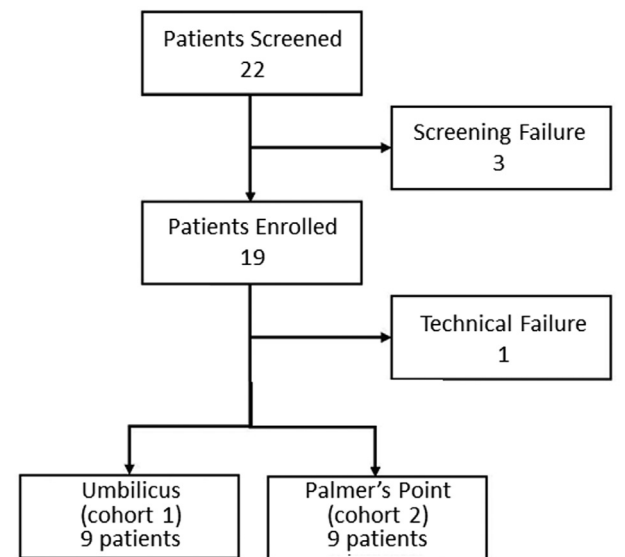 Patients Screened
22
Screening Failure
3
Patients Enrolled
19
Technical Failure
1
Umbilicus
(cohort 1)
9 patients
Palmer's Point
(cohort 2)
9 patients